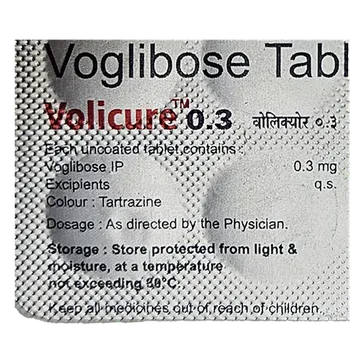 Voglibose Tabl
Volicure™ 0.3 वोलिक्योर ०.३
Each uncoated tablet contains :
Voglibose IP 0.3 mg
Excipients q.s.
Colour : Tartrazine
Dosage : As directed by the Physician.
Storage : Store protected from light &
moisture, at a temperature
not exceeding 30°C.
Keep all medicines out of reach of children.